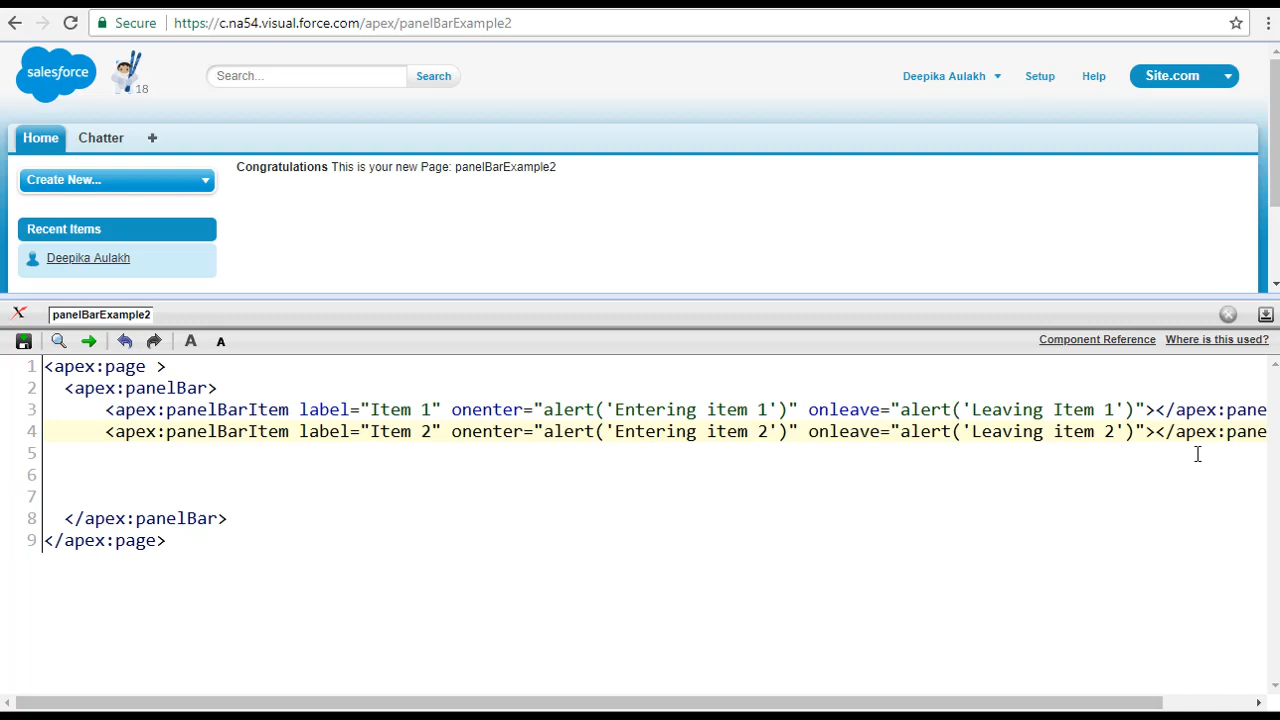 Secure https://c.na54.visual.force.com/apex/panelBarExample2
salesforce
18
Search...
Search
Deepika Aulakh
Setup
Help
Site.com
Home
Chatter
Create New...
Congratulations This is your new Page: panelBarExample2
Recent Items
Deepika Aulakh
panelBarExample2
A A
Component Reference Where is this used?
1 <apex:page >
2 <apex:panelBar>
3 <apex:panelBarItem label="Item 1" onenter="alert('Entering item 1')" onleave="alert('Leaving Item 1')"></apex:pane
4 <apex:panelBarItem label="Item 2" onenter="alert('Entering item 2')" onleave="alert('Leaving item 2')"></apex:pane
5
6
7
8 </apex:panelBar>
9 </apex:page>